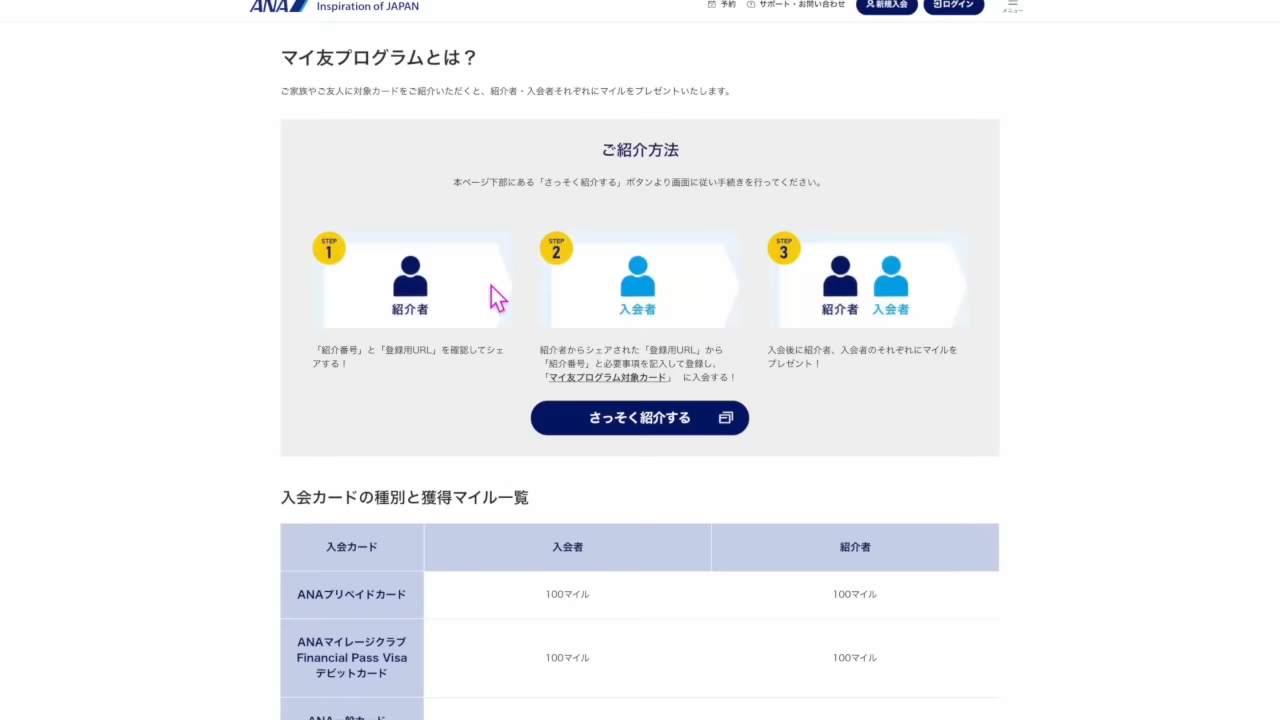 ANA
Inspiration of JAPAN
予約
サポート・お問い合わせ
新規入会
ログイン
メニュー
マイ友プログラムとは？
ご家族やご友人に対象カードをご紹介いただくと、紹介者・入会者それぞれにマイルをプレゼントいたします。
ご紹介方法
本ページ下部にある「さっそく紹介する」ボタンより画面に従い手続きを行ってください。
STEP
1
紹介者
「紹介番号」と「登録用URL」を確認してシェ
アする！
STEP
2
入会者
紹介者からシェアされた「登録用URL」から
「紹介番号」と必要事項を記入して登録し、
「マイ友プログラム対象カード」 に入会する！
STEP
3
紹介者 入会者
入会後に紹介者、入会者のそれぞれにマイルを
プレゼント！
さっそく紹介する
入会カードの種別と獲得マイル一覧
入会カード 入会者 紹介者
ANAプリペイドカード 100マイル 100マイル
ANAマイレージクラブ
Financial Pass Visa
デビットカード
100マイル 100マイル
ANA一般カード